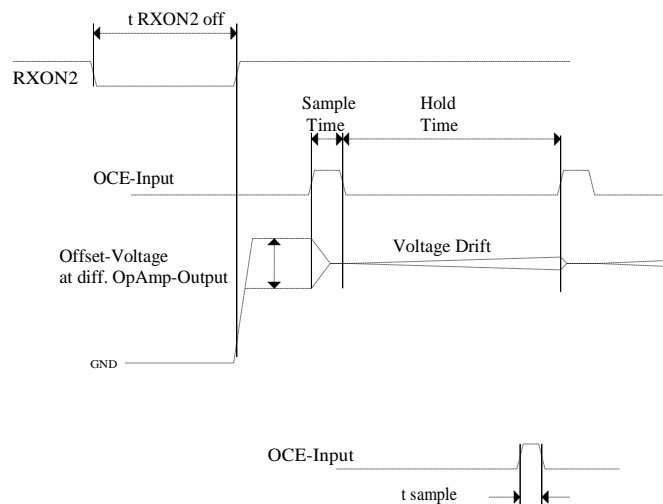 t RXON2 off
RXON2
Sample
Time
Hold
Time
OCE-Input
Offset-Voltage
at diff. OpAmp-Output
Voltage Drift
GND
OCE-Input
t sample